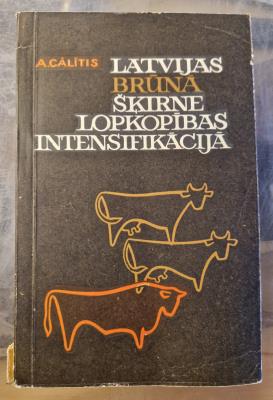 A. CĀLĪTIS
LATVIJAS
BRŪNĀ
ŠĶIRNE
LOPKOPĪBAS
INTENSIFIKĀCIJĀ